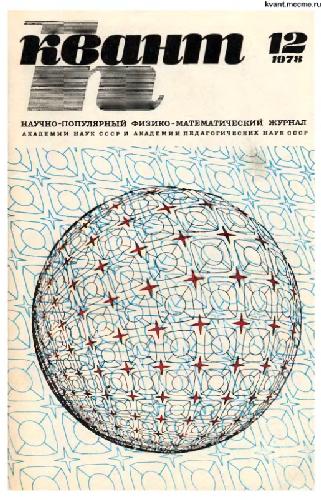 kvant.mccme.ru
квант 12
1978
НАУЧНО-ПОПУЛЯРНЫЙ ФИЗИКО-МАТЕМАТИЧЕСКИЙ ЖУРНАЛ
АКАДЕМИИ НАУК СССР И АКАДЕМИИ ПЕДАГОГИЧЕСКИХ НАУК СССР